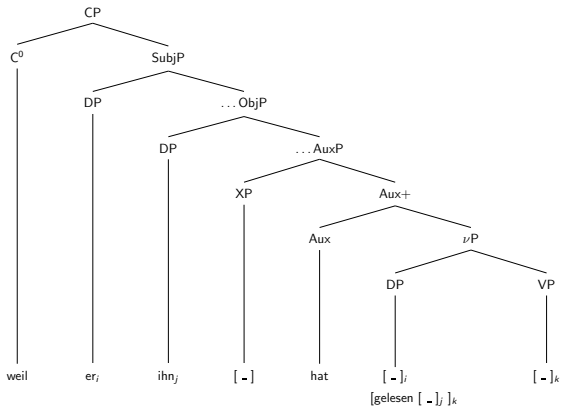 CP
C⁰ SubjP
DP ...ObjP
DP ...AuxP
XP Aux+
Aux νP
DP VP
weil erᵢ ihnⱼ [ _ ] hat [ _ ]ᵢ [ _ ]ₖ
[gelesen [ _ ]ⱼ ]ₖ